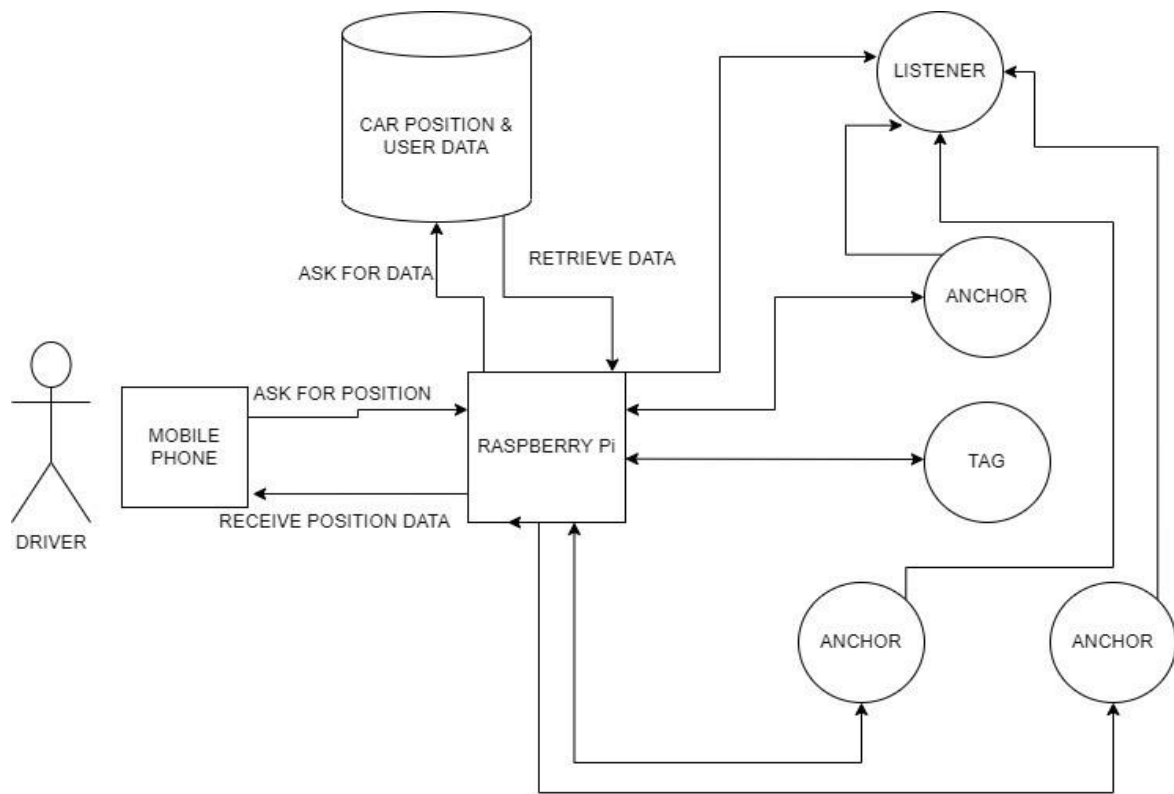 LISTENER
CAR POSITION &
USER DATA
ASK FOR DATA
RETRIEVE DATA
ANCHOR
ASK FOR POSITION
MOBILE
PHONE
RASPBERRY Pi
TAG
RECEIVE POSITION DATA
DRIVER
ANCHOR
ANCHOR